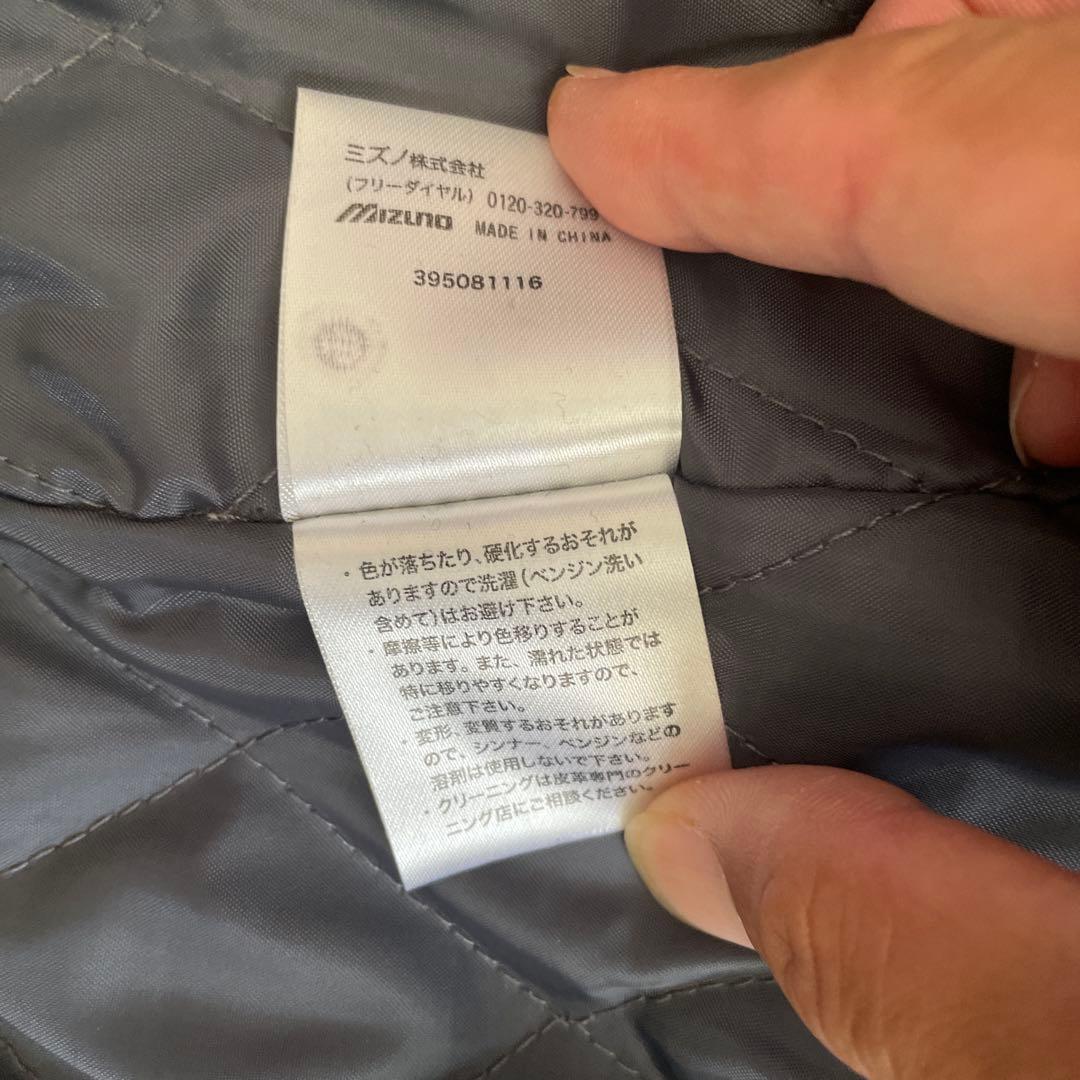 ミズノ株式会社
(フリーダイヤル) 0120-320-799
MIZUNO MADE IN CHINA
395081116
・色が落ちたり、硬化するおそれが
ありますので洗濯(ベンジン洗い
含めて)はお避け下さい。
・摩擦等により色移りすることが
あります。また、濡れた状態では
特に移りやすくなりますので、
ご注意下さい。
・変形、変質するおそれがあります
ので、シンナー、ベンジンなどの
溶剤は使用しないで下さい。
・クリーニングは皮革専門のクリー
ニング店にご相談ください。